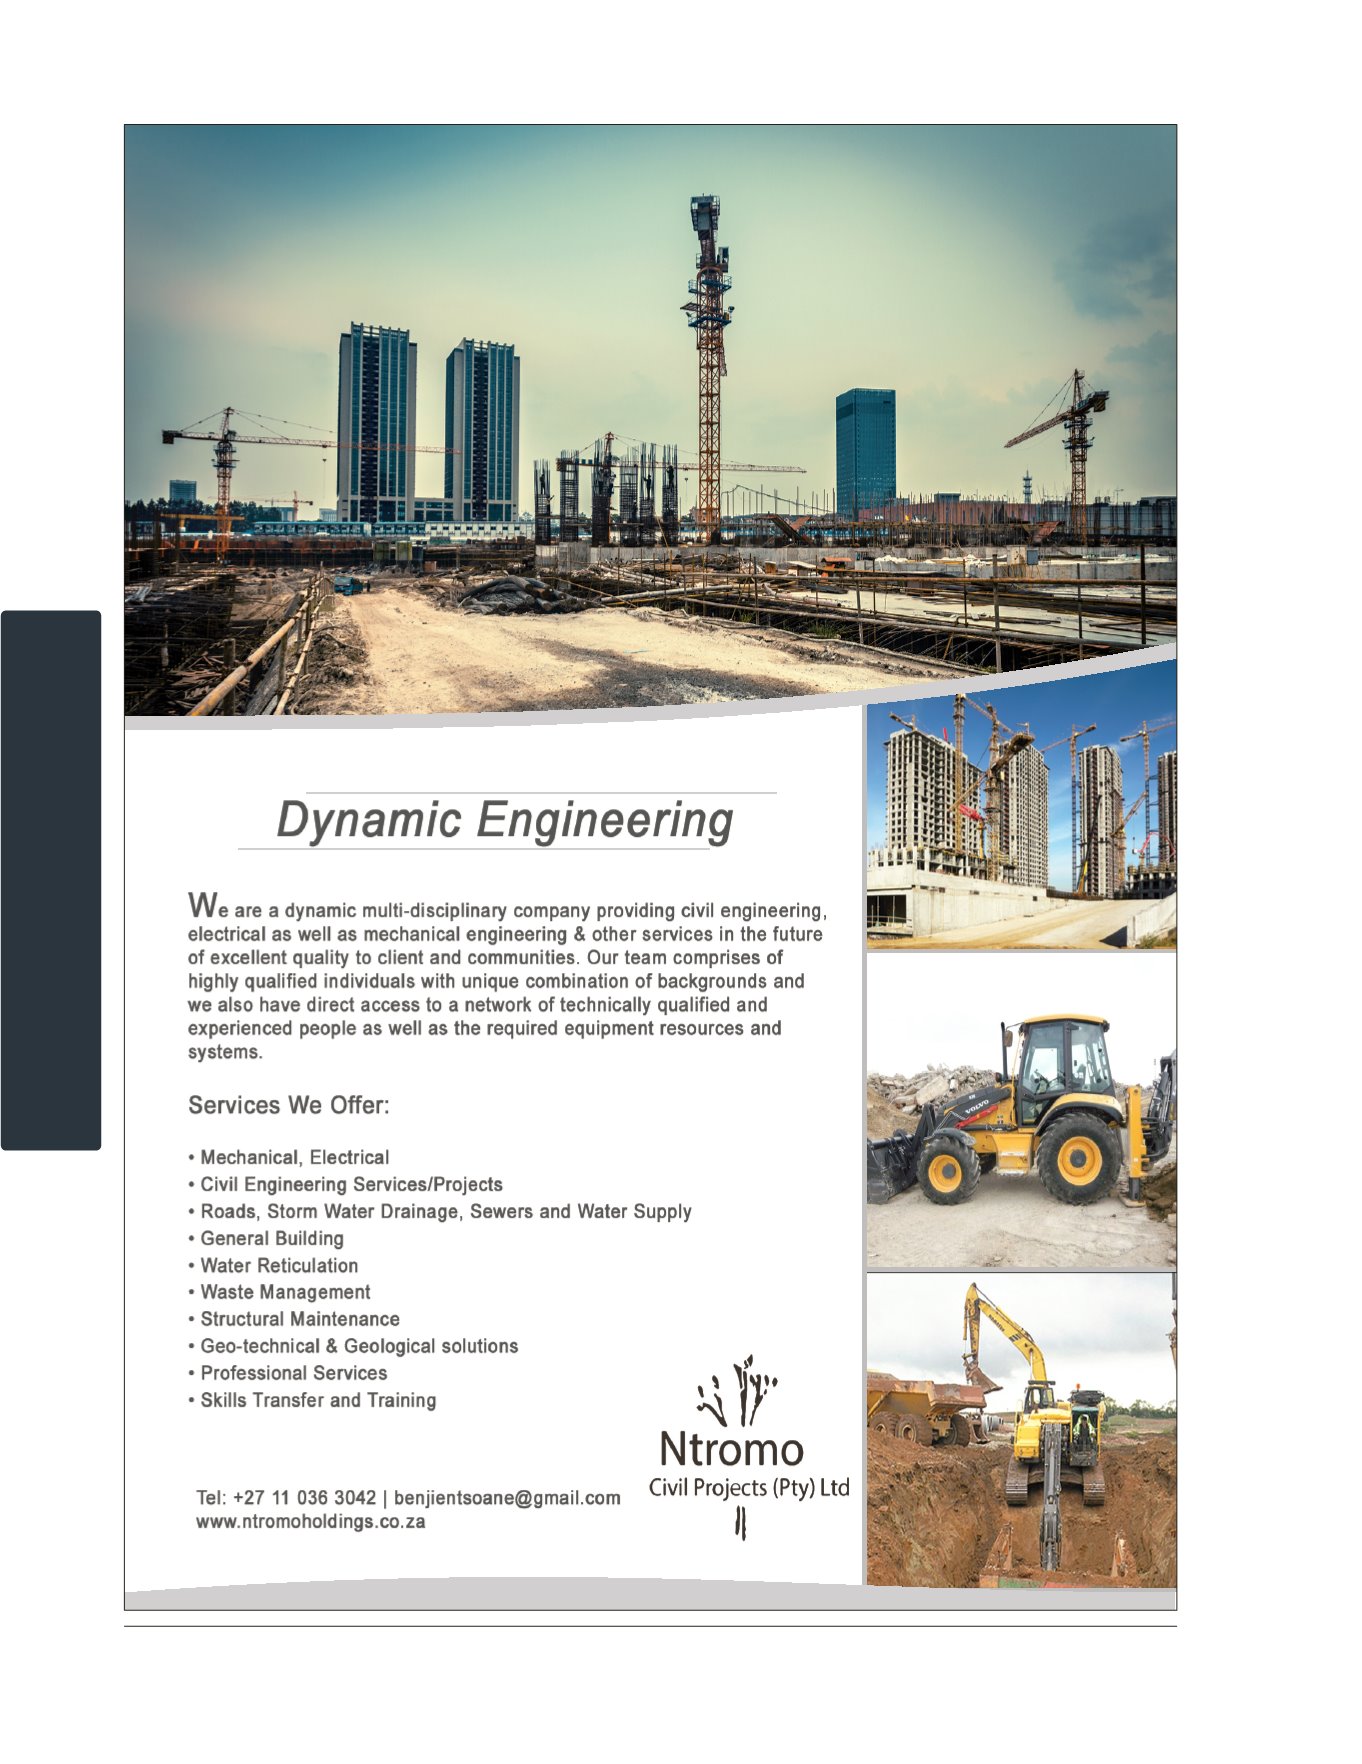 Dynamic Engineering
We are a dynamic multi-disciplinary company providing civil engineering,
electrical as well as mechanical engineering & other services in the future
of excellent quality to client and communities. Our team comprises of
highly qualified individuals with unique combination of backgrounds and
we also have direct access to a network of technically qualified and
experienced people as well as the required equipment resources and
systems.
Services We Offer:
• Mechanical, Electrical
• Civil Engineering Services/Projects
• Roads, Storm Water Drainage, Sewers and Water Supply
• General Building
• Water Reticulation
• Waste Management
• Structural Maintenance
• Geo-technical & Geological solutions
• Professional Services
• Skills Transfer and Training
Tel: +27 11 036 3042 | benjientsoane@gmail.com
www.ntromoholdings.co.za
Ntromo
Civil Projects (Pty) Ltd
VOLVO